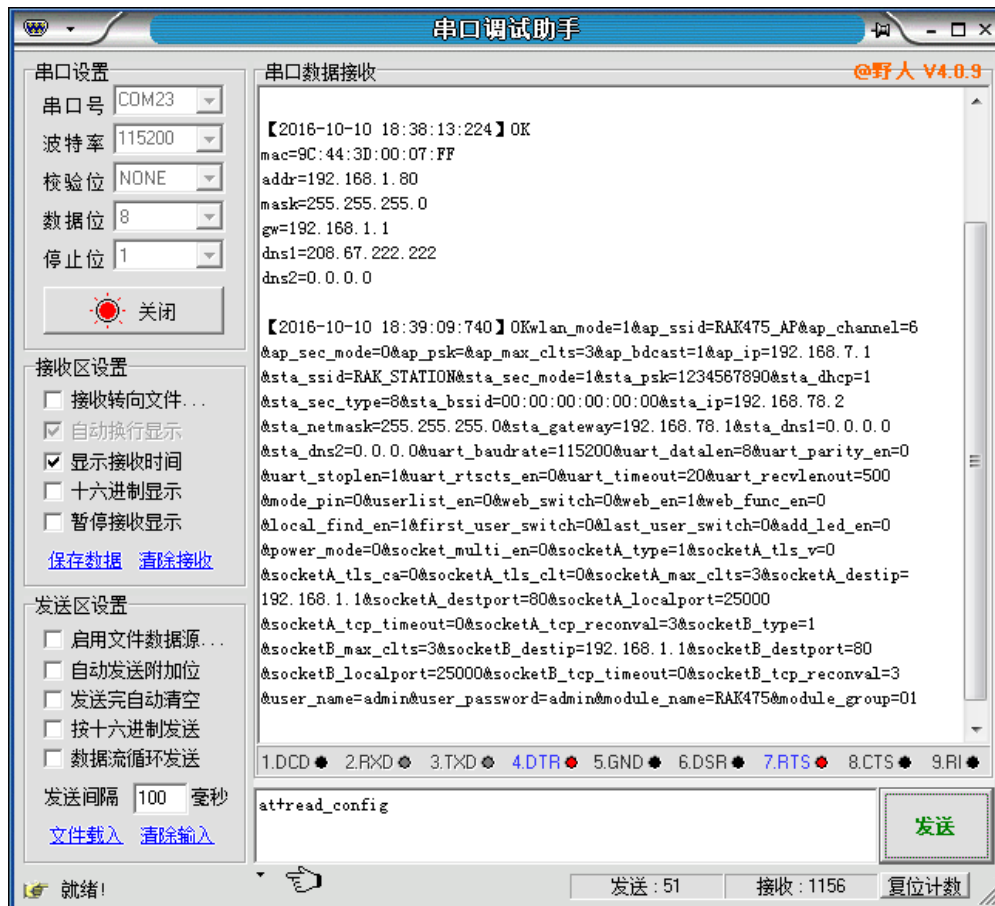 串口调试助手
串口设置
串口号 COM23
波特率 115200
校验位 NONE
数据位 8
停止位 1
关闭
接收区设置
接收转向文件...
自动换行显示
显示接收时间
十六进制显示
暂停接收显示
保存数据 清除接收
发送区设置
启用文件数据源...
自动发送附加位
发送完自动清空
按十六进制发送
数据流循环发送
发送间隔 100 毫秒
文件载入 清除输入
串口数据接收
@野人 V4.0.9
【2016-10-10 18:38:13:224】OK
mac=9C:44:3D:00:07:FF
addr=192.168.1.80
mask=255.255.255.0
gw=192.168.1.1
dns1=208.67.222.222
dns2=0.0.0.0
【2016-10-10 18:39:09:740】OKwlan_mode=1&ap_ssid=RAK475_AP&ap_channel=6
&ap_sec_mode=0&ap_psk=&ap_max_clts=3&ap_bdcast=1&ap_ip=192.168.7.1
&sta_ssid=RAK_STATION&sta_sec_mode=1&sta_psk=1234567890&sta_dhcp=1
&sta_sec_type=8&sta_bssid=00:00:00:00:00:00&sta_ip=192.168.78.2
&sta_netmask=255.255.255.0&sta_gateway=192.168.78.1&sta_dns1=0.0.0.0
&sta_dns2=0.0.0.0&uart_baudrate=115200&uart_datalen=8&uart_parity_en=0
&uart_stoplen=1&uart_rtscts_en=0&uart_timeout=20&uart_recvlenout=500
&mode_pin=0&userlist_en=0&web_switch=0&web_en=1&web_func_en=0
&local_find_en=1&first_user_switch=0&last_user_switch=0&add_led_en=0
&power_mode=0&socket_multi_en=0&socketA_type=1&socketA_tls_v=0
&socketA_tls_ca=0&socketA_tls_clt=0&socketA_max_clts=3&socketA_destip=
192.168.1.1&socketA_destport=80&socketA_localport=25000
&socketA_tcp_timeout=0&socketA_tcp_reconval=3&socketB_type=1
&socketB_max_clts=3&socketB_destip=192.168.1.1&socketB_destport=80
&socketB_localport=25000&socketB_tcp_timeout=0&socketB_tcp_reconval=3
&user_name=admin&user_password=admin&module_name=RAK475&module_group=01
1.DCD 2.RXD 3.TXD 4.DTR 5.GND 6.DSR 7.RTS 8.CTS 9.RI
at+read_config
发送
就绪!
发送 : 51
接收 : 1156
复位计数